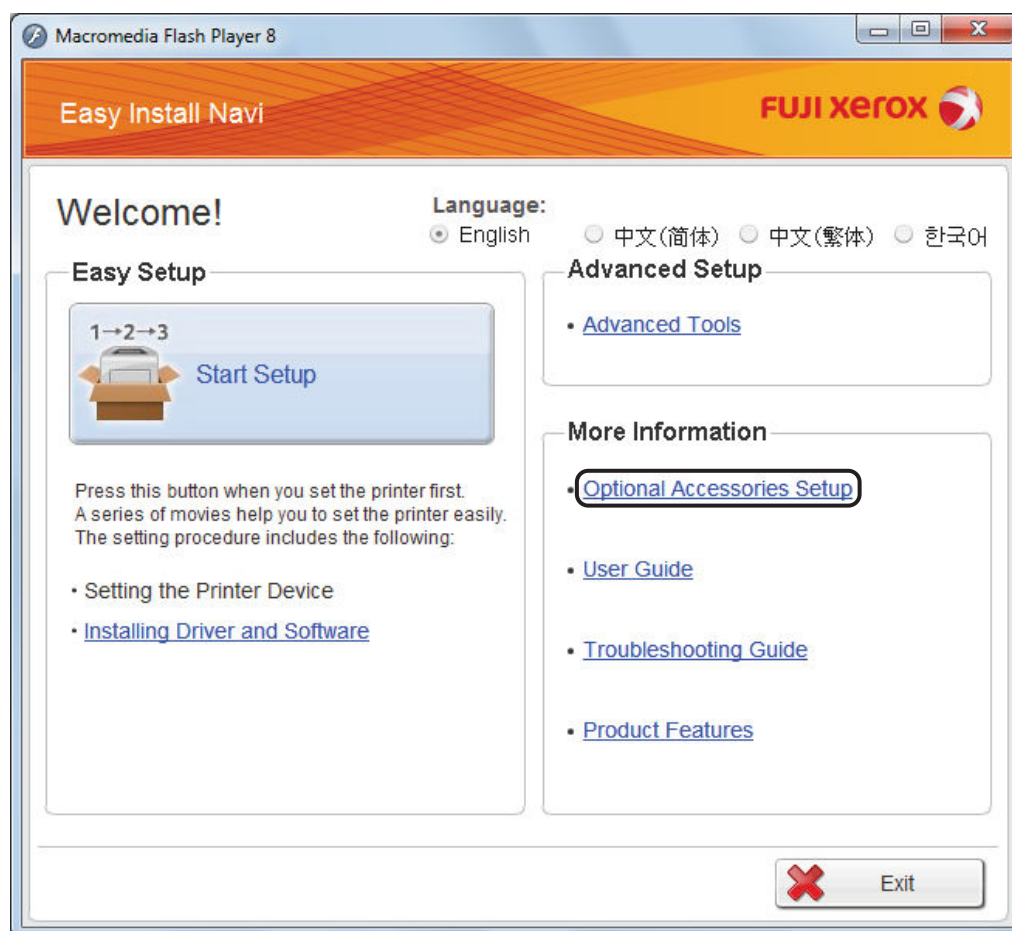 Macromedia Flash Player 8
Easy Install Navi
FUJI xerox
Welcome!
Language:
English
中文(简体)
中文(繁体)
한국어
Easy Setup
1→2→3
Start Setup
Press this button when you set the printer first.
A series of movies help you to set the printer easily.
The setting procedure includes the following:
・Setting the Printer Device
・Installing Driver and Software
Advanced Setup
• Advanced Tools
More Information
• Optional Accessories Setup
• User Guide
• Troubleshooting Guide
• Product Features
Exit